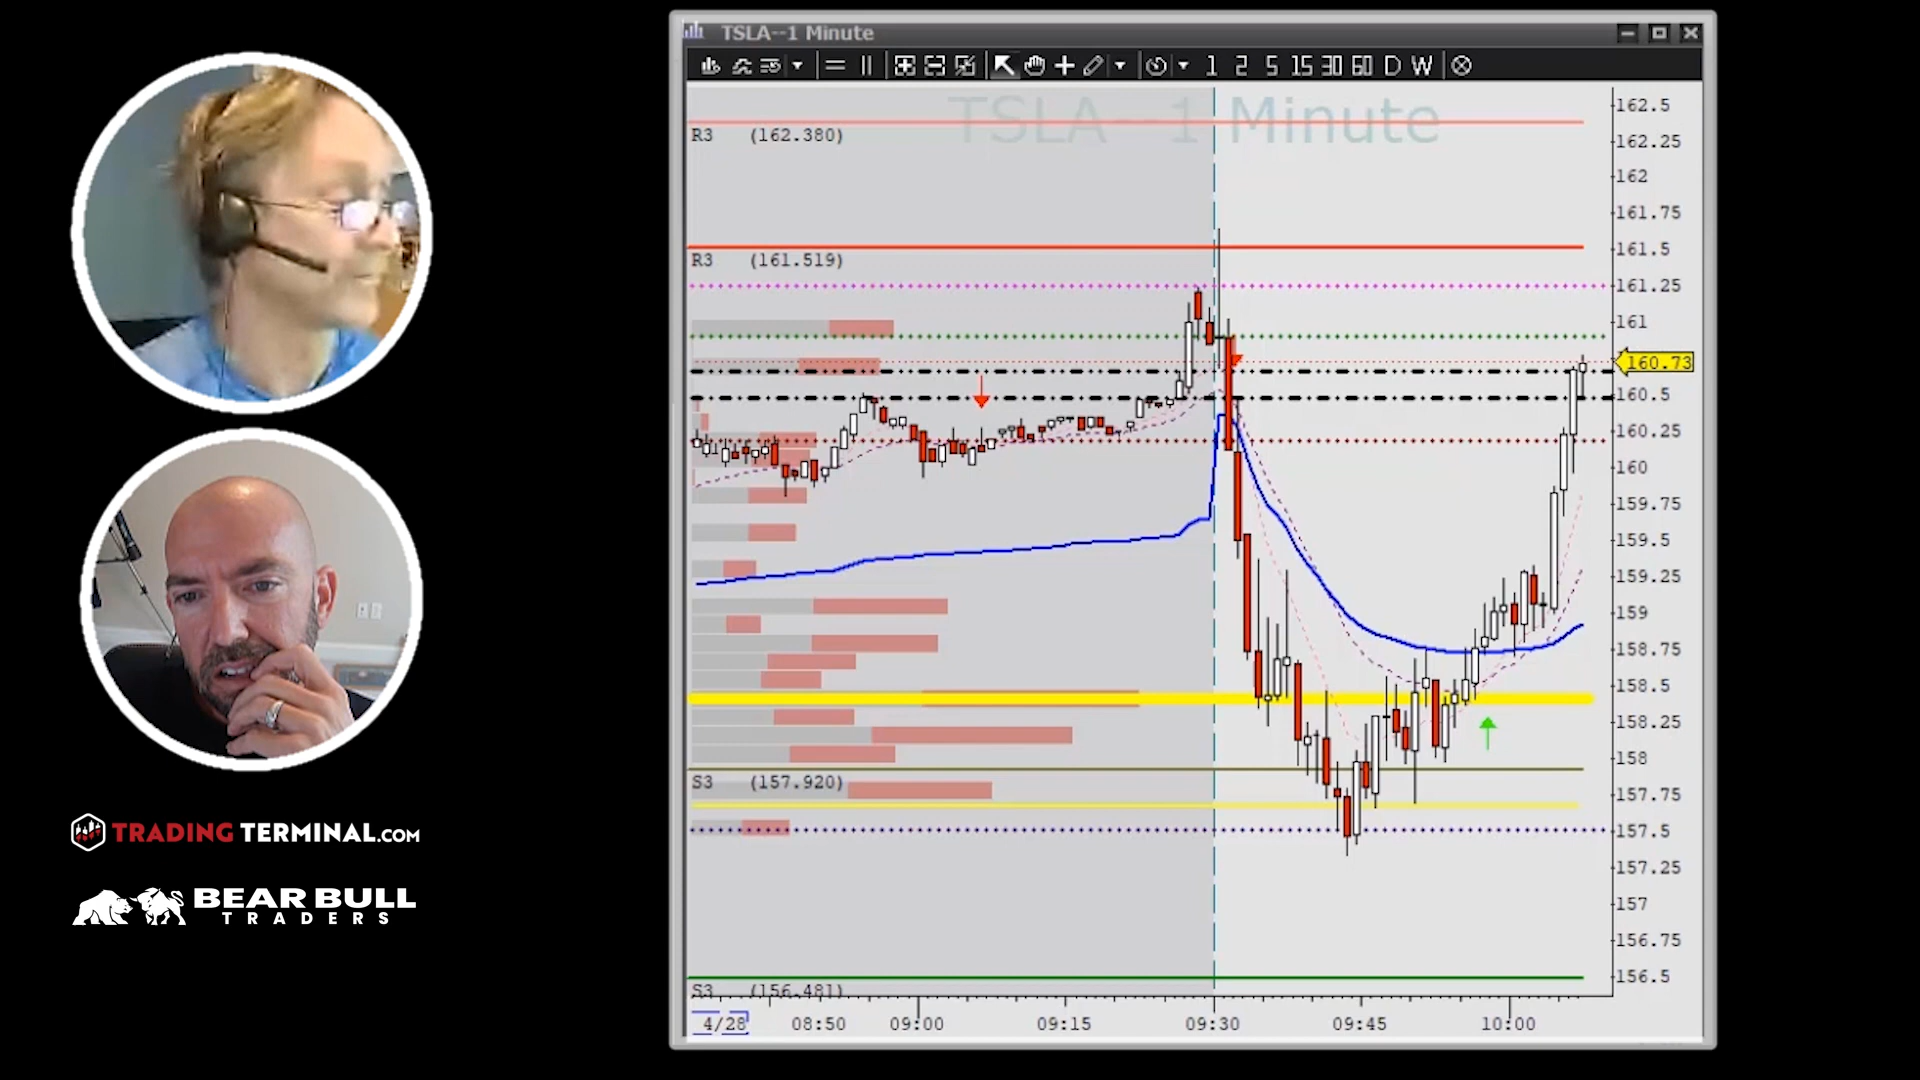 TSLA--1 Minute
1 2 5 15 30 60 D W
TSLA--1 Minute
R3 (162.380)
R3 (161.519)
S3 (157.920)
S3 (156.481)
162.5
162.25
162
161.75
161.5
161.25
161
160.73
160.5
160.25
160
159.75
159.5
159.25
159
158.75
158.5
158.25
158
157.75
157.5
157.25
157
156.75
156.5
4/28 08:50 09:00 09:15 09:30 09:45 10:00
TRADING TERMINAL.COM
BEAR BULL
TRADERS